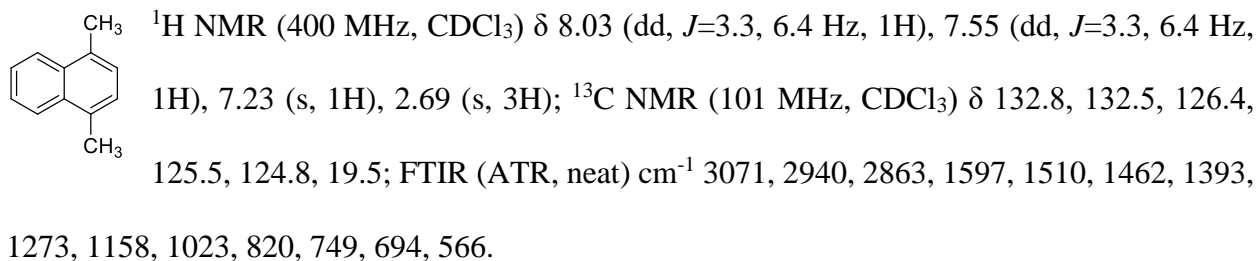 CH₃
¹H NMR (400 MHz, CDCl₃) δ 8.03 (dd, J=3.3, 6.4 Hz, 1H), 7.55 (dd, J=3.3, 6.4 Hz,
1H), 7.23 (s, 1H), 2.69 (s, 3H); ¹³C NMR (101 MHz, CDCl₃) δ 132.8, 132.5, 126.4,
CH₃
125.5, 124.8, 19.5; FTIR (ATR, neat) cm⁻¹ 3071, 2940, 2863, 1597, 1510, 1462, 1393,
1273, 1158, 1023, 820, 749, 694, 566.